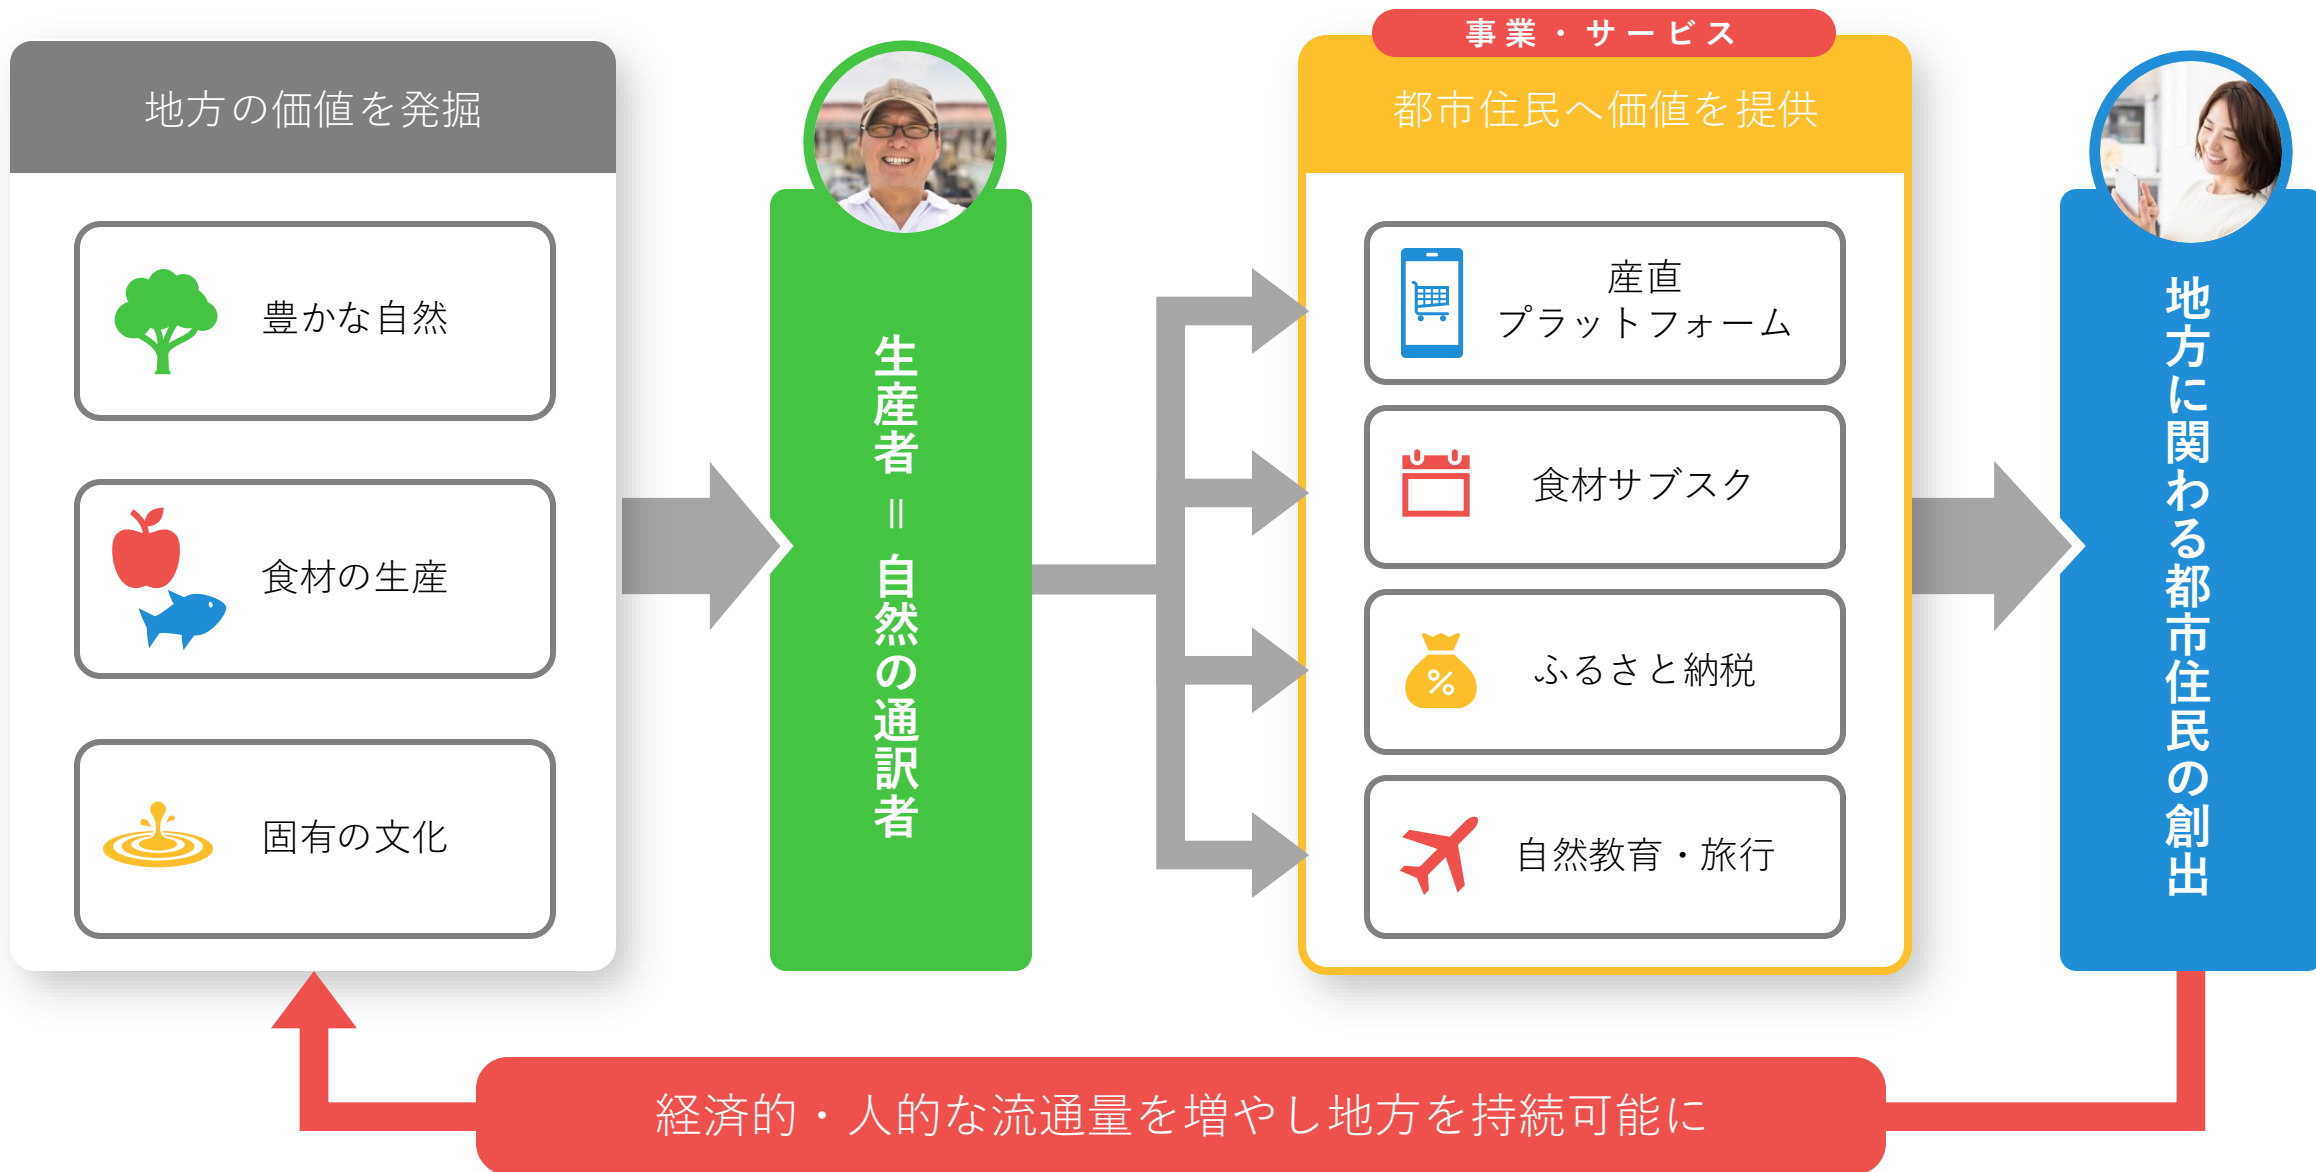 地方の価値を発掘
豊かな自然
食材の生産
固有の文化
生産者＝自然の通訳者
事業・サービス
都市住民へ価値を提供
産直
プラットフォーム
食材サブスク
ふるさと納税
自然教育・旅行
地方に関わる都市住民の創出
経済的・人的な流通量を増やし地方を持続可能に